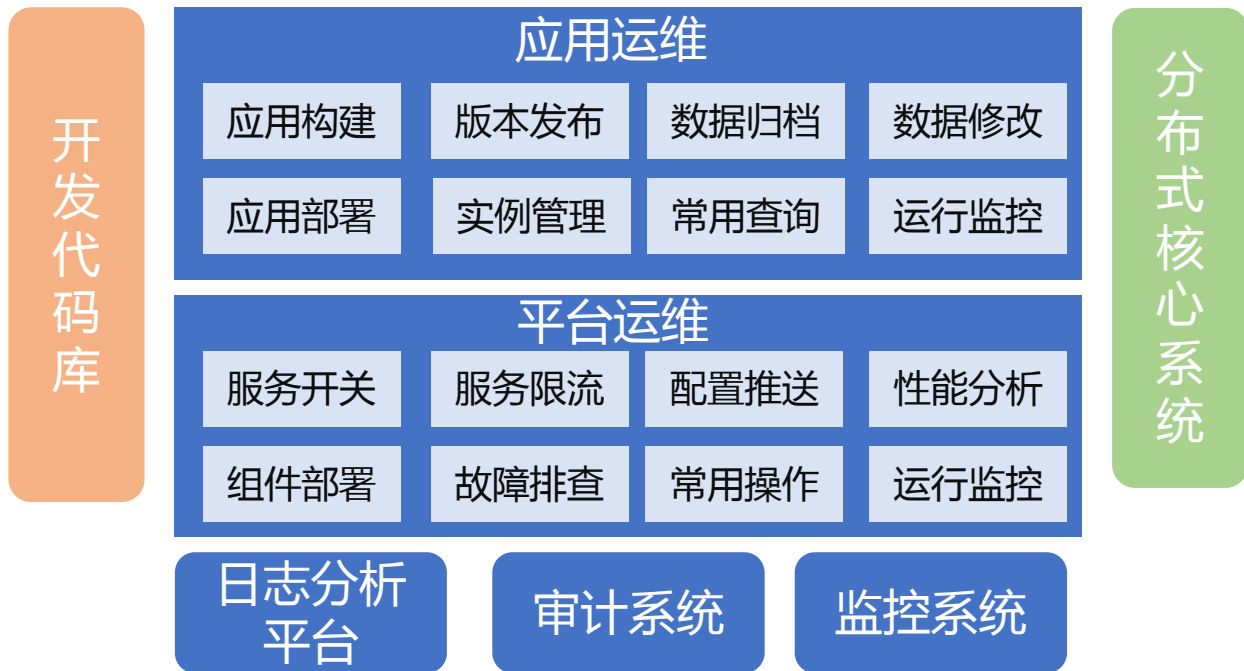 开发代码库
应用运维
应用构建
版本发布
数据归档
数据修改
应用部署
实例管理
常用查询
运行监控
平台运维
服务开关
服务限流
配置推送
性能分析
组件部署
故障排查
常用操作
运行监控
日志分析
平台
审计系统
监控系统
分布式核心系统